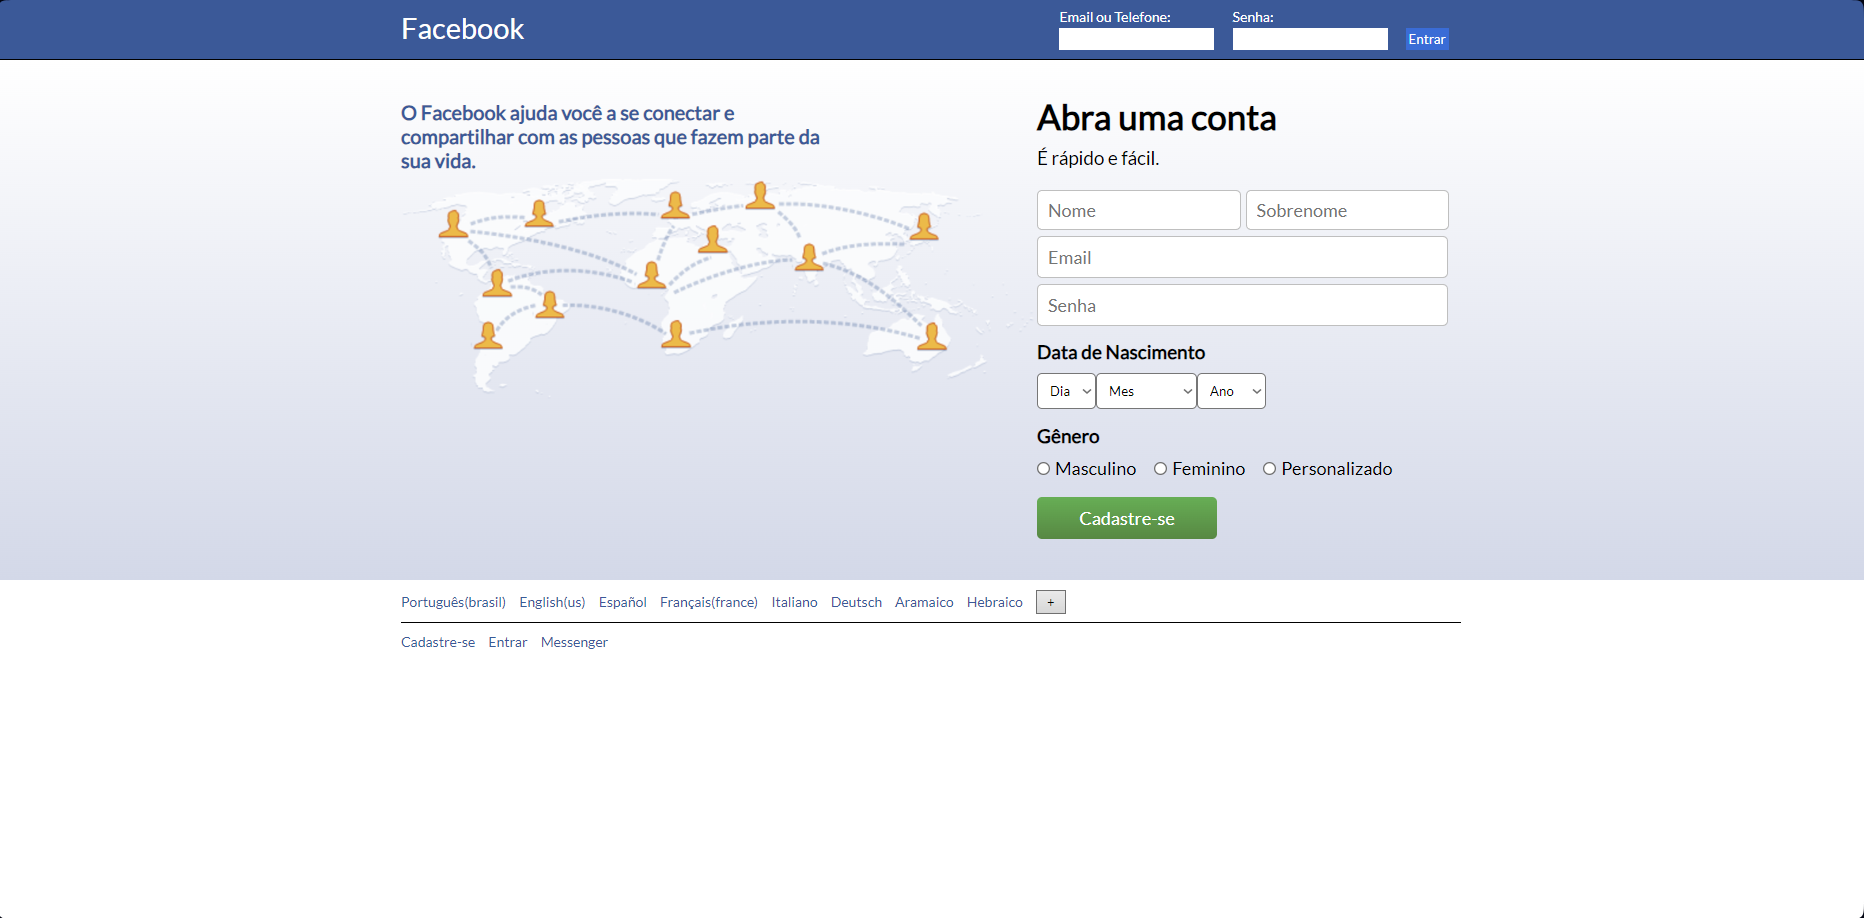 Facebook
Email ou Telefone:
Senha:
Entrar
O Facebook ajuda você a se conectar e
compartilhar com as pessoas que fazem parte da
sua vida.
Abra uma conta
É rápido e fácil.
Nome
Sobrenome
Email
Senha
Data de Nascimento
Dia Mes Ano
Gênero
Masculino Feminino Personalizado
Cadastre-se
Português(brasil) English(us) Español Français(france) Italiano Deutsch Aramaico Hebraico +
Cadastre-se Entrar Messenger